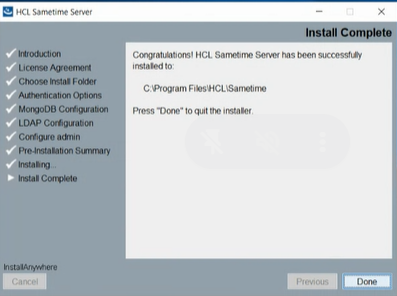 HCL Sametime Server
Install Complete
Introduction
License Agreement
Choose Install Folder
Authentication Options
MongoDB Configuration
LDAP Configuration
Configure admin
Pre-Installation Summary
Installing...
Install Complete
Congratulations! HCL Sametime Server has been successfully
installed to:
C:\Program Files\HCL\Sametime
Press "Done" to quit the installer.
InstallAnywhere
Cancel
Previous
Done